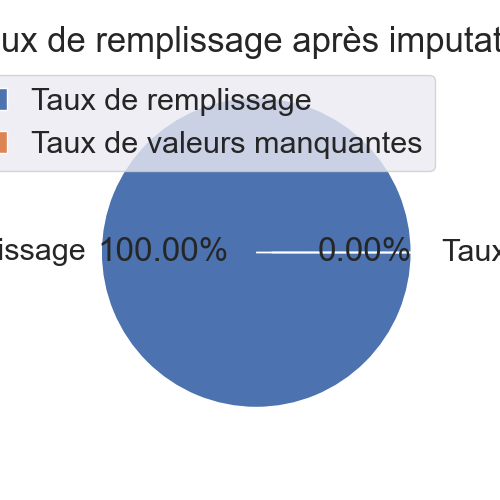 ux de remplissage après imputat
Taux de remplissage
Taux de valeurs manquantes
issage 100.00% 0.00% Taux